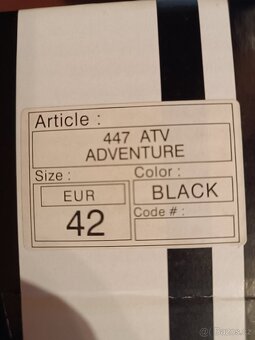 Article :
447 ATV
ADVENTURE
Size :
Color :
EUR
BLACK
42
Code # :